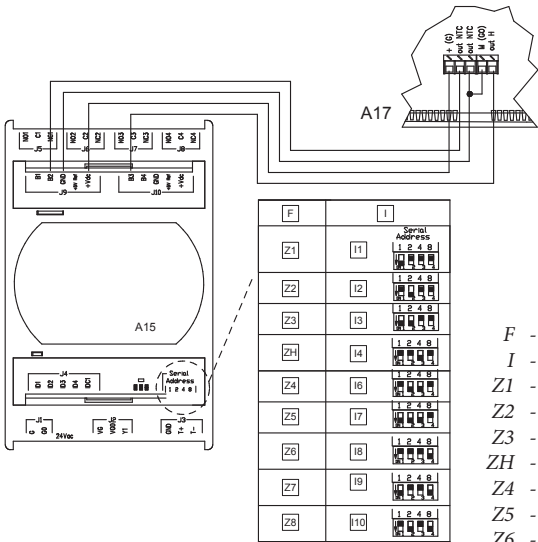 + (G)
out NTC
out NTC
M (G0)
out H
A17
NO1 C1 NC1
NO2 C2 NC2
NO3 C3 NC3
NO4 C4 NC4
J5 J6 J7 J8
B1 B2 GND +5V Ref +Vdc
B3 B4 GND +5V Ref +Vdc
J9 J10
A15
J4
ID1 ID2 ID3 ID4 IDC1
Serial
Address
1 2 4 8
J1 J3
G G0
24Vac
VG Y1
GND T+ T-
F I
Serial
Address
Z1 I1 1 2 4 8
Z2 I2 1 2 4 8
Z3 I3 1 2 4 8
ZH I4 1 2 4 8
Z4 I6 1 2 4 8
Z5 I7 1 2 4 8
Z6 I8 1 2 4 8
Z7 I9 1 2 4 8
Z8 I10 1 2 4 8
F -
I -
Z1 -
Z2 -
Z3 -
ZH -
Z4 -
Z5 -
Z6 -